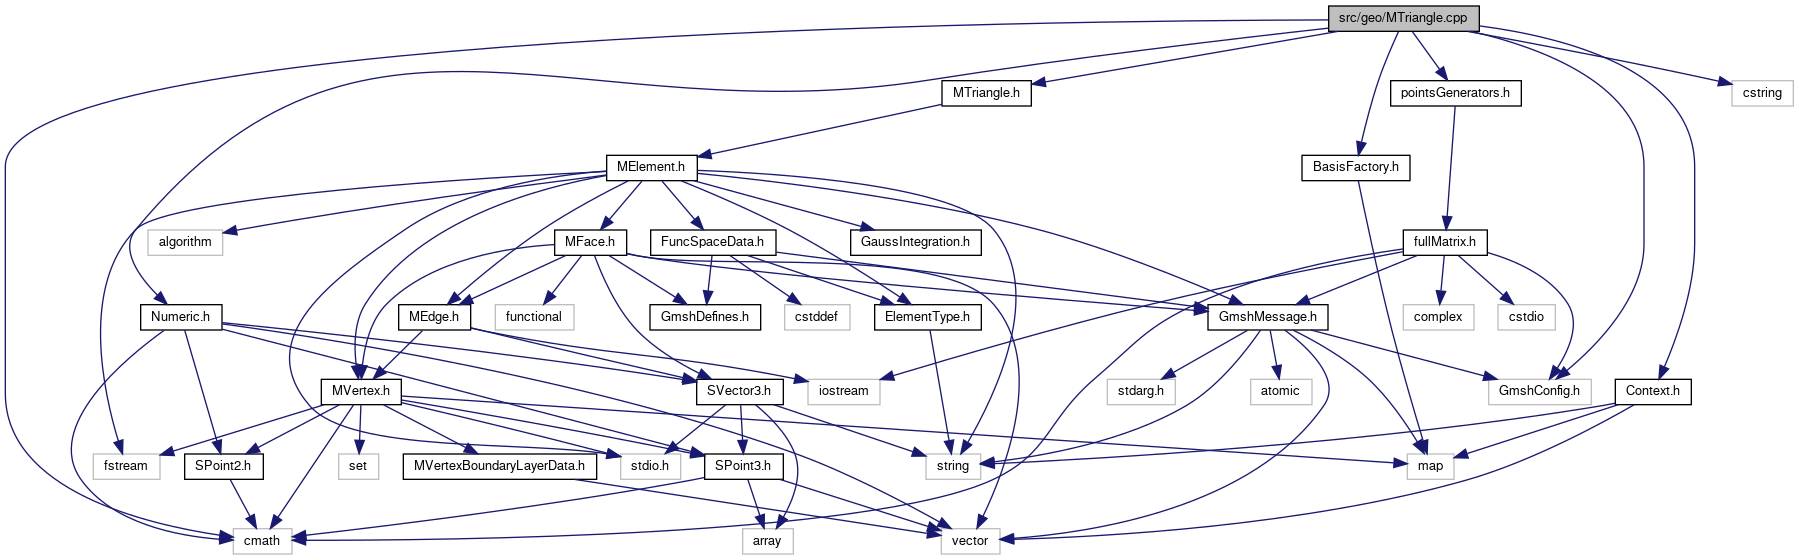 src/geo/MTriangle.cpp
MTriangle.h
pointsGenerators.h
cstring
MElement.h
BasisFactory.h
algorithm
MFace.h
FuncSpaceData.h
GaussIntegration.h
fullMatrix.h
Numeric.h
MEdge.h
functional
GmshDefines.h
cstddef
ElementType.h
GmshMessage.h
complex
cstdio
MVertex.h
SVector3.h
iostream
stdarg.h
atomic
GmshConfig.h
Context.h
fstream
SPoint2.h
set
MVertexBoundaryLayerData.h
stdio.h
SPoint3.h
string
map
cmath
array
vector